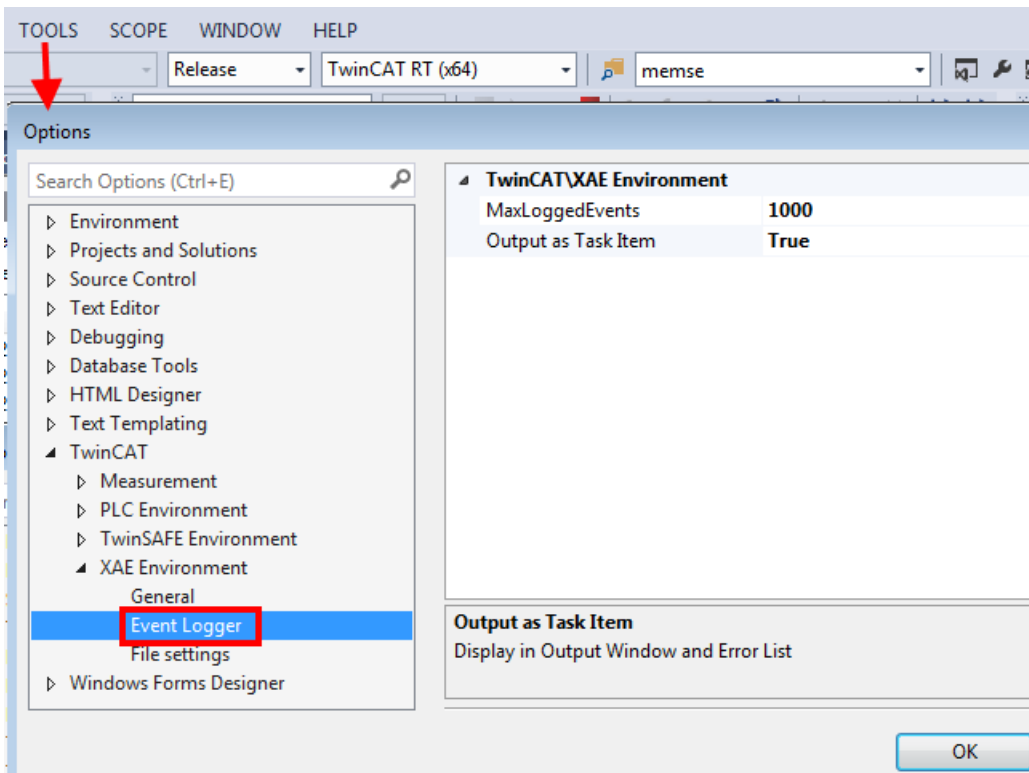 TOOLS SCOPE WINDOW HELP
Release TwinCAT RT (x64) memse
Options
Search Options (Ctrl+E)
Environment
Projects and Solutions
Source Control
Text Editor
Debugging
Database Tools
HTML Designer
Text Templating
TwinCAT
Measurement
PLC Environment
TwinSAFE Environment
XAE Environment
General
Event Logger
File settings
Windows Forms Designer
TwinCAT\XAE Environment
MaxLoggedEvents 1000
Output as Task Item True
Output as Task Item
Display in Output Window and Error List
OK